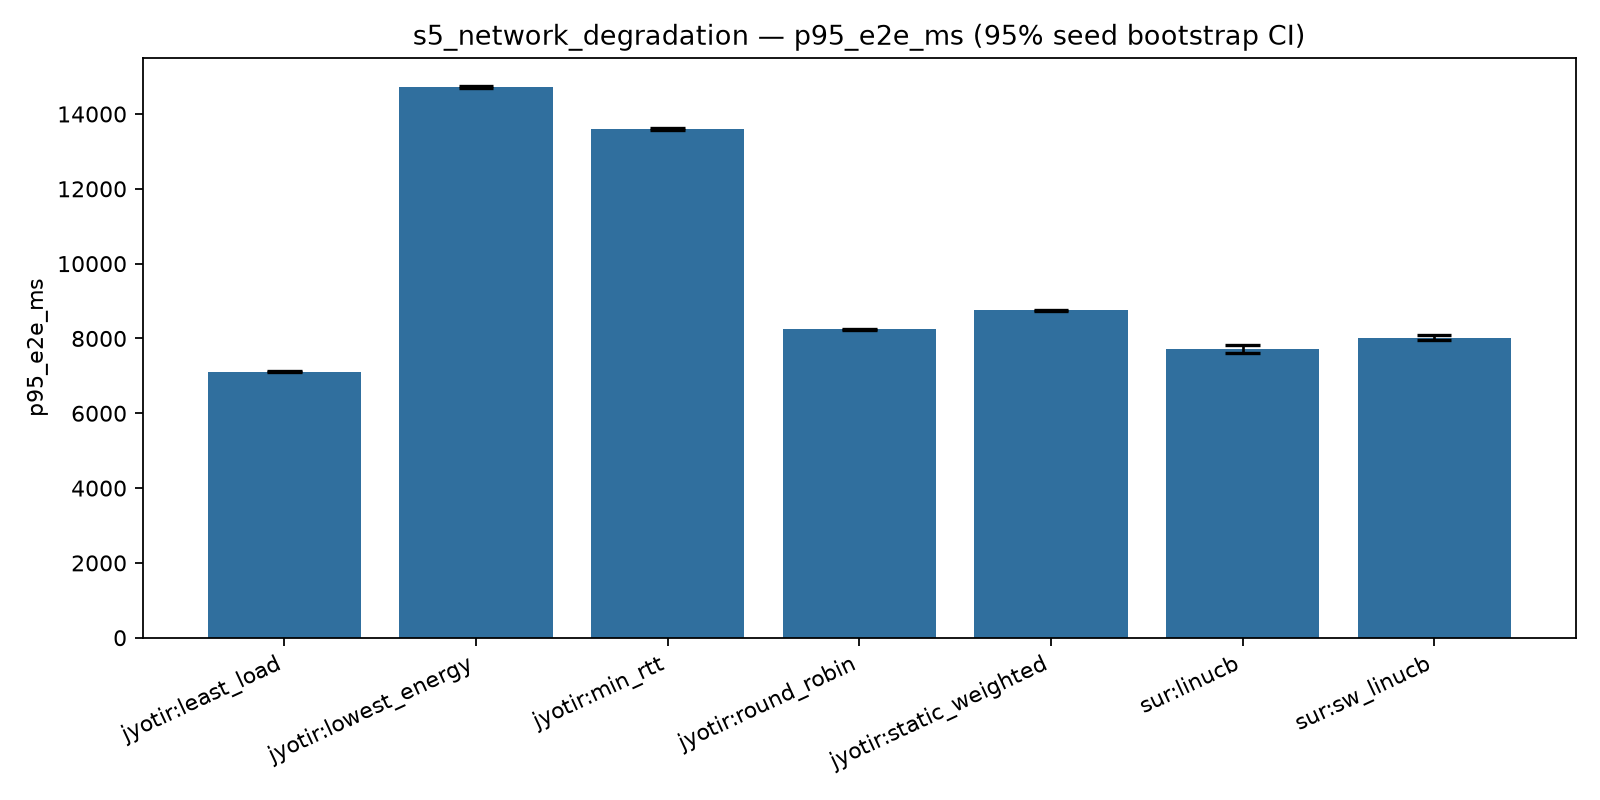 s5_network_degradation — p95_e2e_ms (95% seed bootstrap CI)
p95_e2e_ms
14000
12000
10000
8000
6000
4000
2000
0
jyotir:least_load
jyotir:lowest_energy
jyotir:min_rtt
jyotir:round_robin
jyotir:static_weighted
sur:linucb
sur:sw_linucb